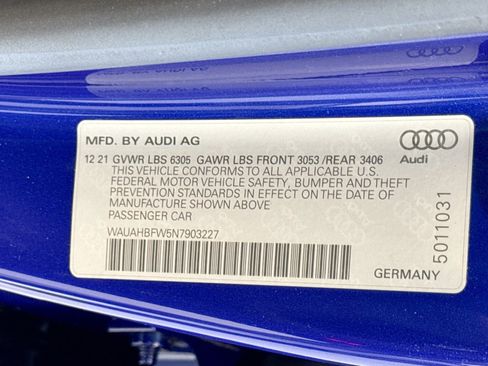 MFD. BY AUDI AG
Audi
12 21 GVWR LBS 6305 GAWR LBS FRONT 3053 /REAR 3406
THIS VEHICLE CONFORMS TO ALL APPLICABLE U.S.
FEDERAL MOTOR VEHICLE SAFETY, BUMPER AND THEFT
PREVENTION STANDARDS IN EFFECT ON THE DATE OF
MANUFACTURE SHOWN ABOVE
PASSENGER CAR
WAUAHBFW5N7903227
5011031
GERMANY